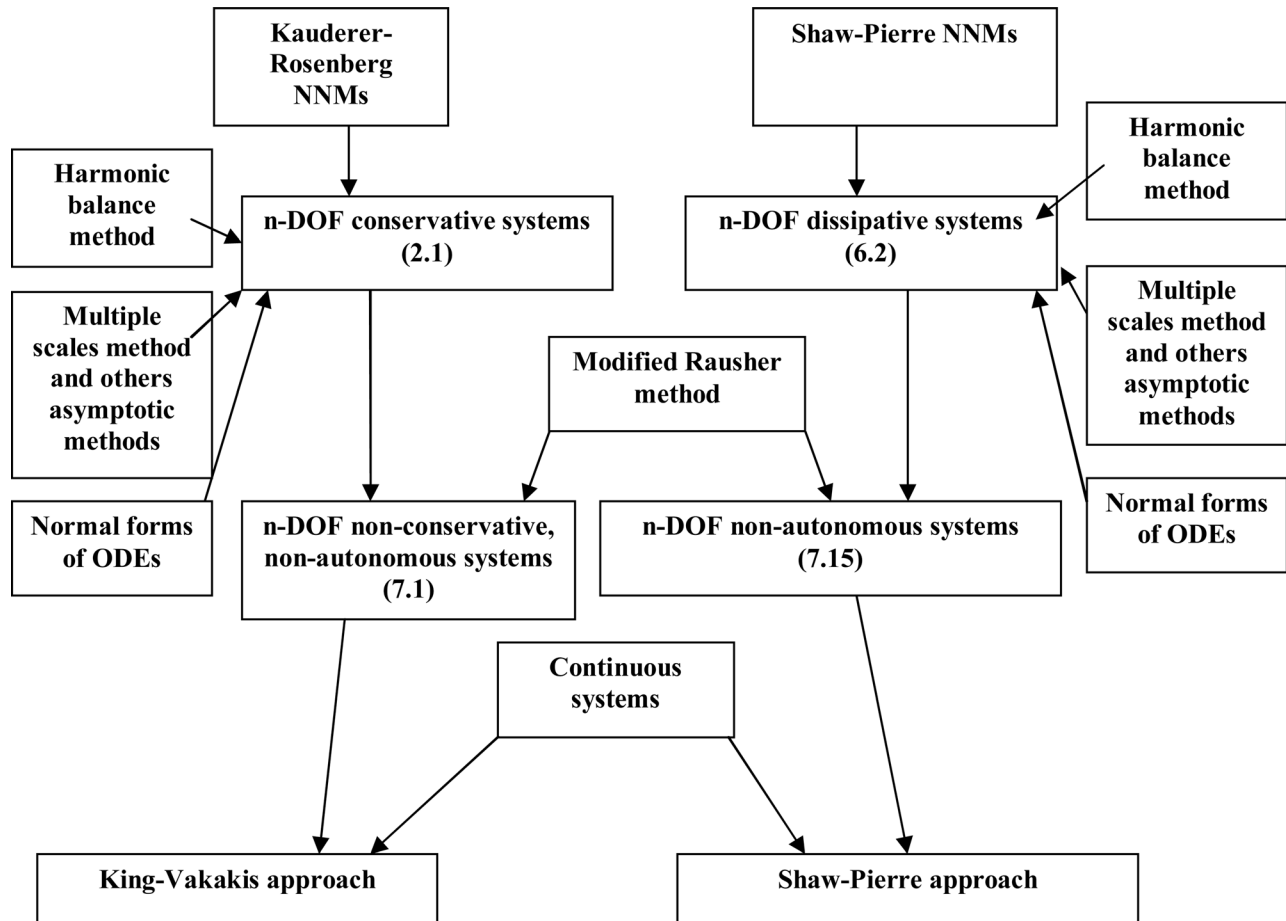 Kauderer-
Rosenberg
NNMs
Shaw-Pierre NNMs
Harmonic
balance
method
n-DOF conservative systems
(2.1)
n-DOF dissipative systems
(6.2)
Harmonic
balance
method
Multiple
scales method
and others
asymptotic
methods
Modified Rausher
method
Multiple
scales method
and others
asymptotic
methods
Normal forms
of ODEs
n-DOF non-conservative,
non-autonomous systems
(7.1)
n-DOF non-autonomous systems
(7.15)
Normal forms
of ODEs
Continuous
systems
King-Vakakis approach
Shaw-Pierre approach